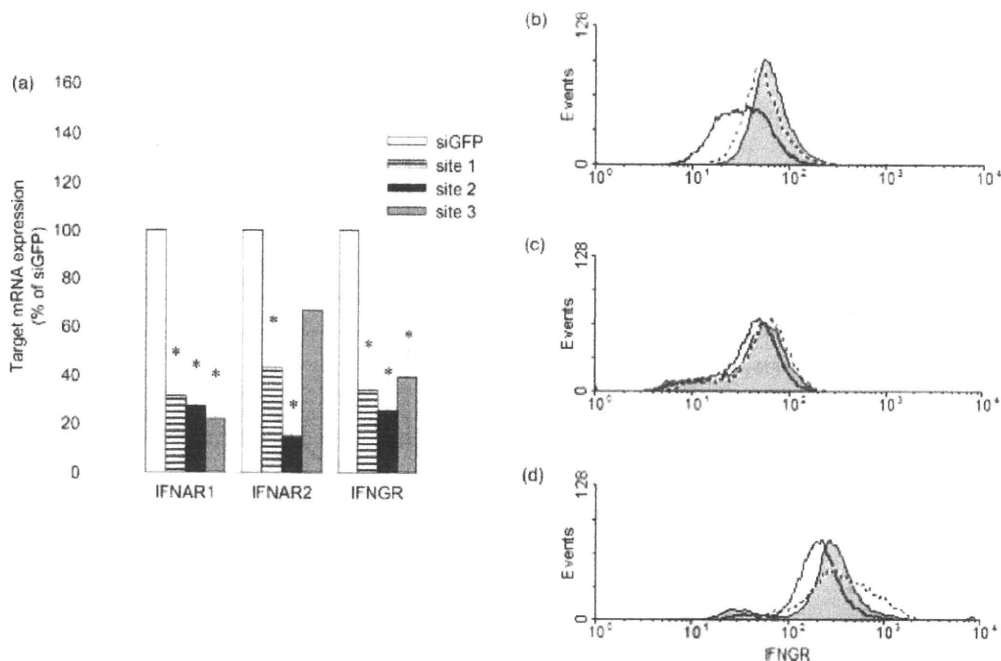 (a)
Target mRNA expression
(% of siGFP)
160
140
120
100
80
60
40
20
0
* * *
* *
* * *
IFNAR1 IFNAR2 IFNGR
siGFP
site 1
site 2
site 3
(b)
Events
128
0
10⁰ 10¹ 10² 10³ 10⁴
(c)
Events
128
0
10⁰ 10¹ 10² 10³ 10⁴
(d)
Events
128
0
10⁰ 10¹ 10² 10³ 10⁴
IFNGR